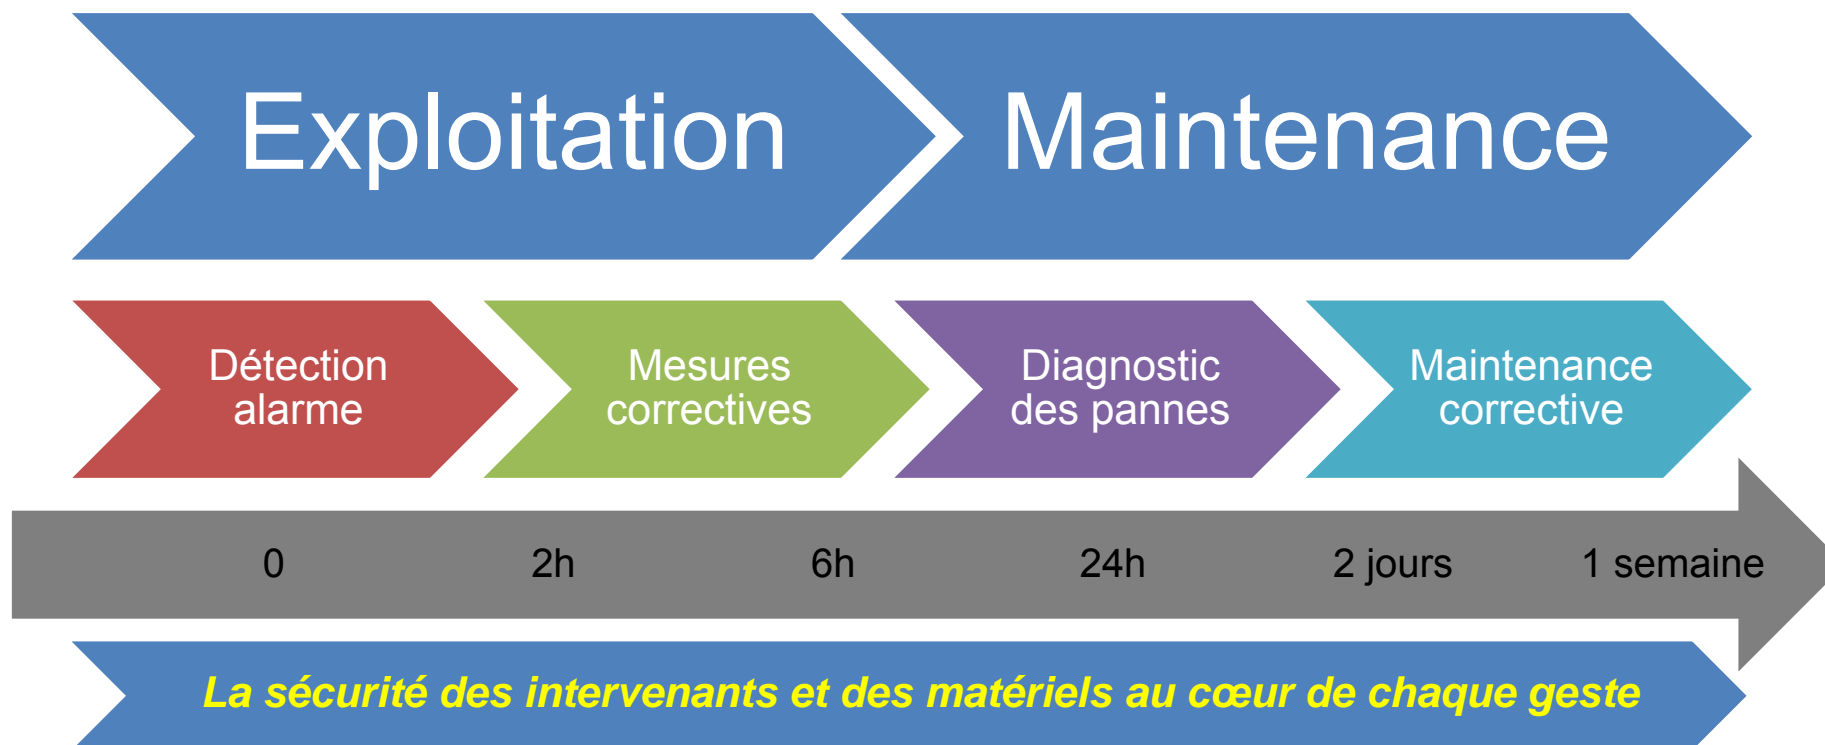 Exploitation
Maintenance
Détection
alarme
Mesures
correctives
Diagnostic
des pannes
Maintenance
corrective
0
2h
6h
24h
2 jours
1 semaine
La sécurité des intervenants et des matériels au cœur de chaque geste